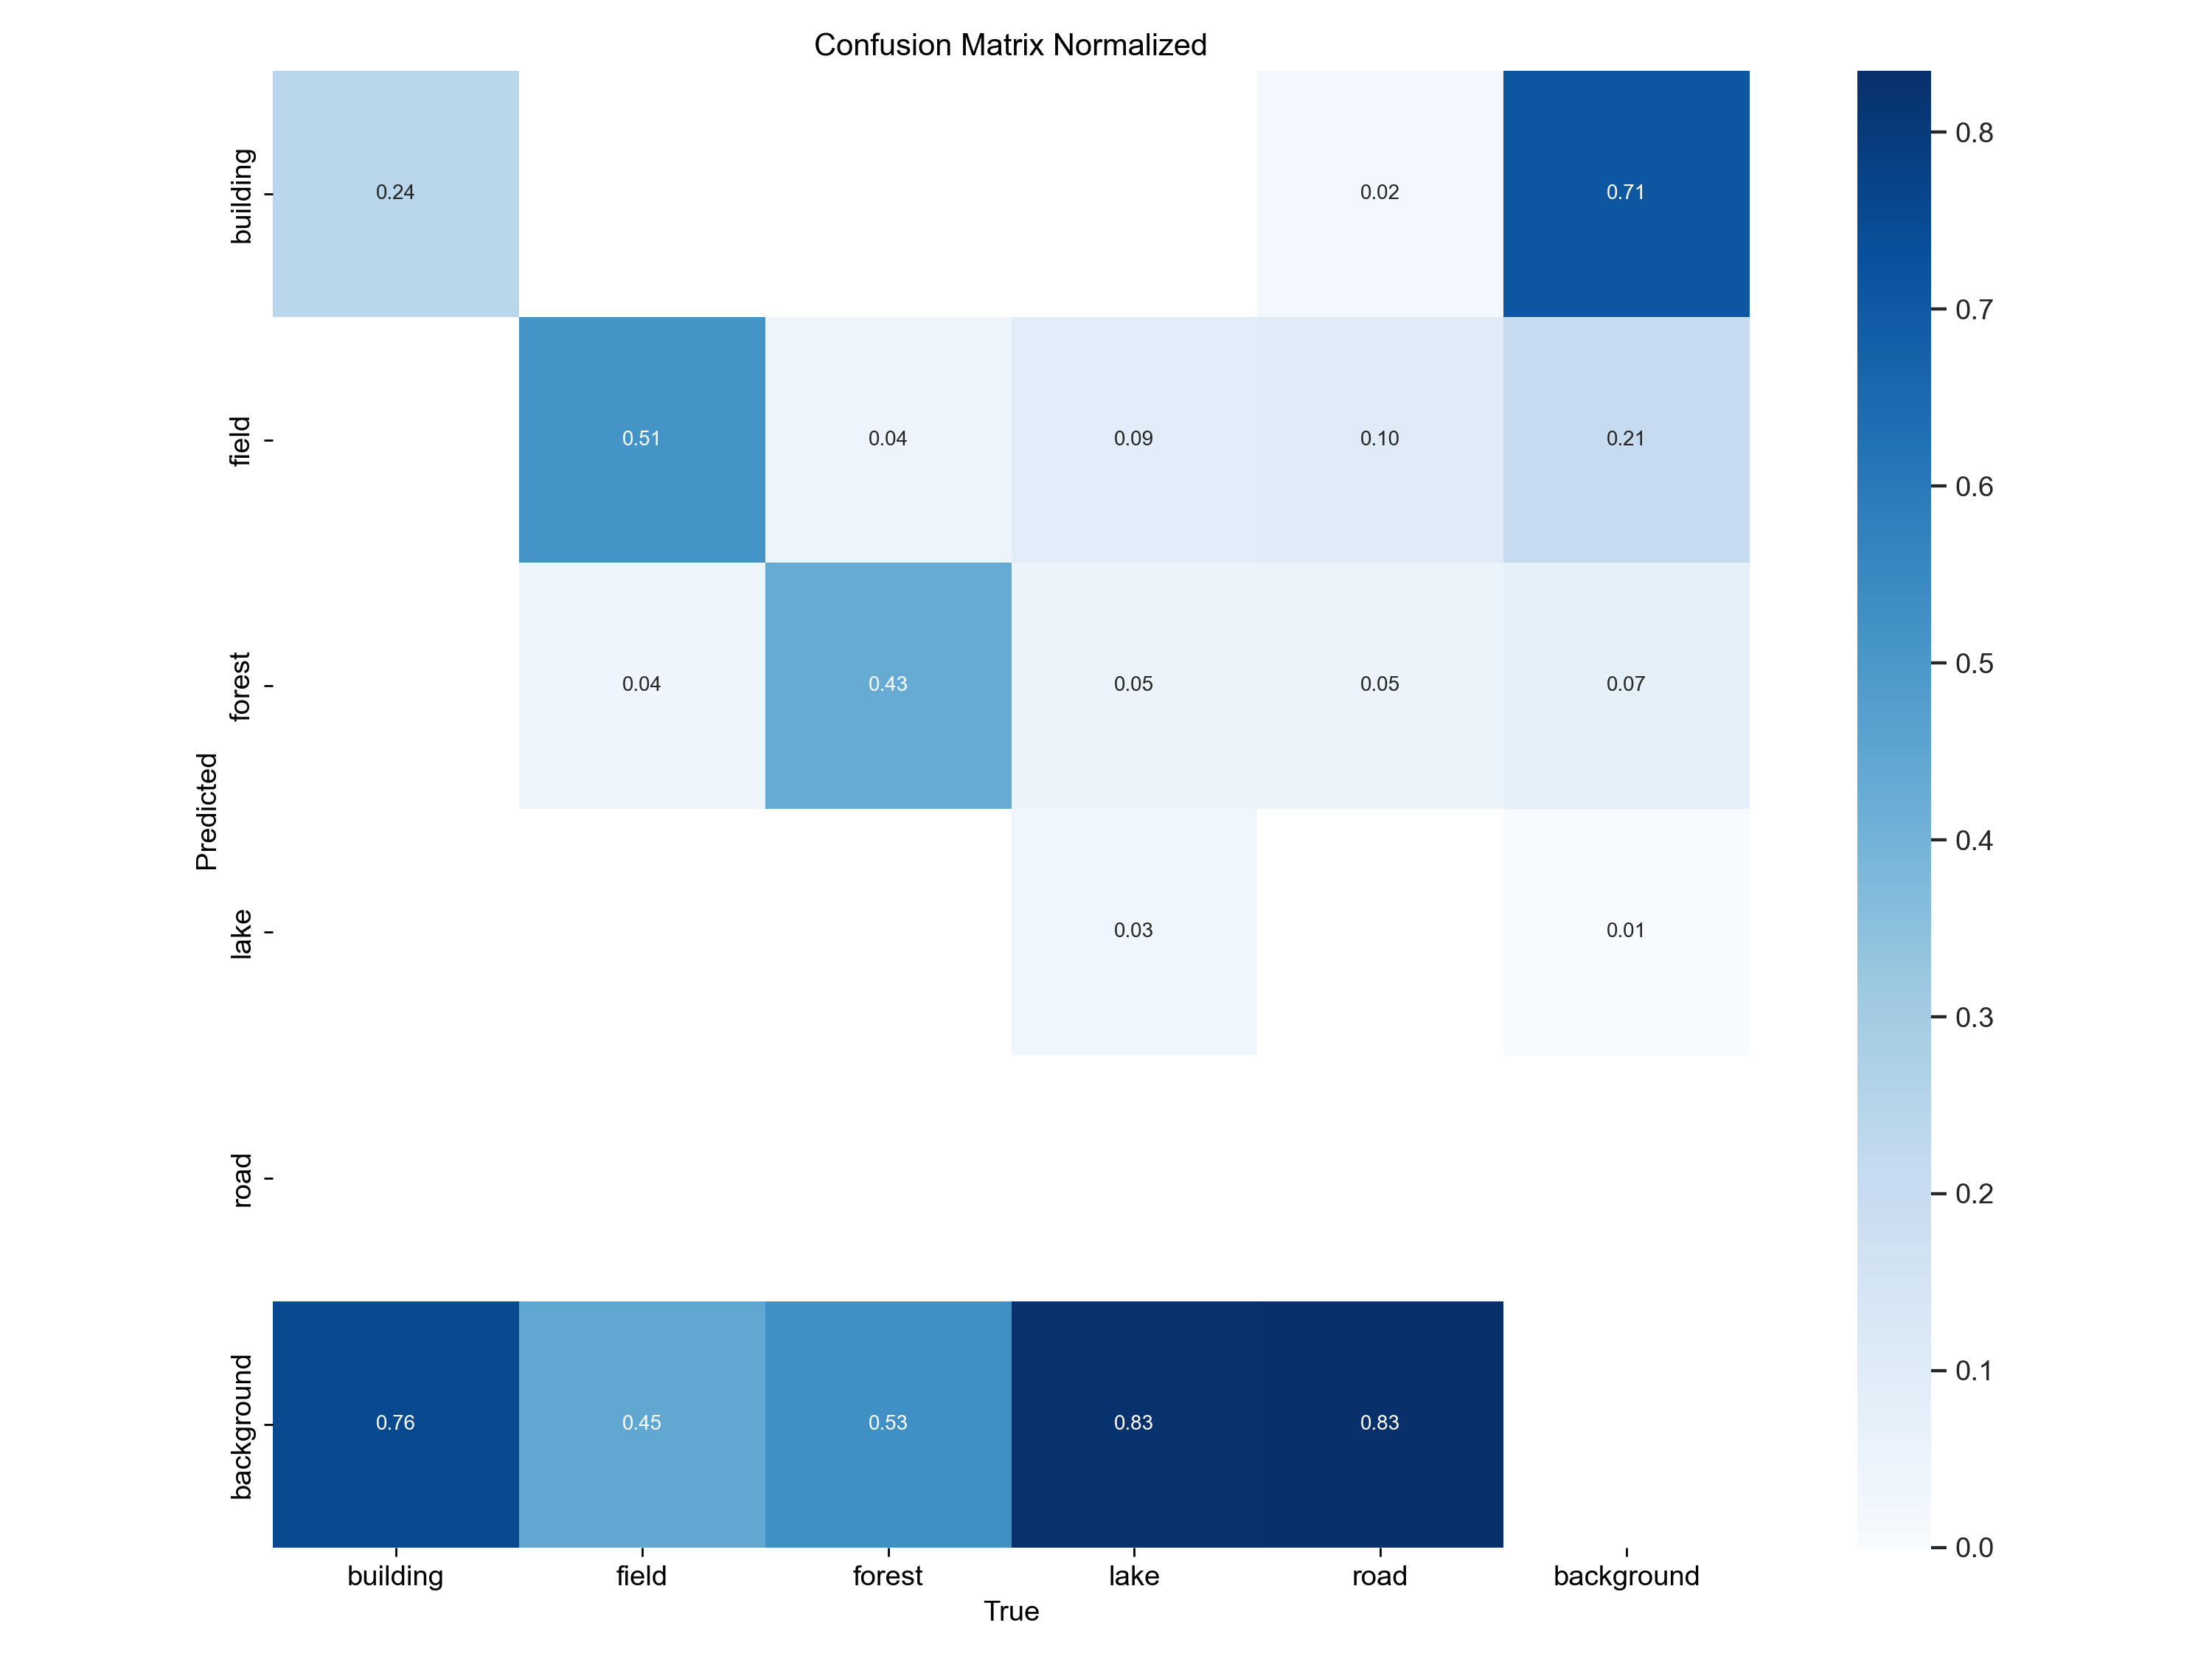 Confusion Matrix Normalized
building 0.24 0.02 0.71
field 0.51 0.04 0.09 0.10 0.21
forest 0.04 0.43 0.05 0.05 0.07
lake 0.03 0.01
road
background 0.76 0.45 0.53 0.83 0.83
building field forest lake road background
True
Predicted
0.8
0.7
0.6
0.5
0.4
0.3
0.2
0.1
0.0